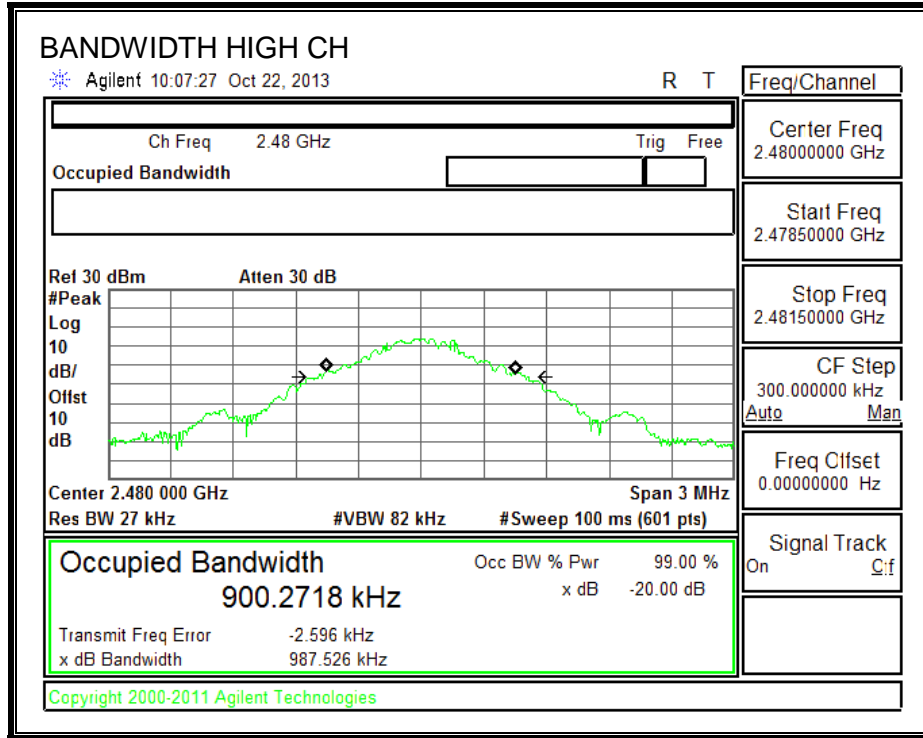 BANDWIDTH HIGH CH
Agilent 10:07:27 Oct 22, 2013 R T
Freq/Channel
Ch Freq 2.48 GHz Trig Free
Occupied Bandwidth
Center Freq
2.48000000 GHz
Start Freq
2.47850000 GHz
Stop Freq
2.48150000 GHz
CF Step
300.000000 kHz
Auto Man
Freq Offset
0.00000000 Hz
Signal Track
On Off
Ref 30 dBm Atten 30 dB
#Peak
Log
10
dB/
Offst
10
dB
Center 2.480 000 GHz Span 3 MHz
Res BW 27 kHz #VBW 82 kHz #Sweep 100 ms (601 pts)
Occupied Bandwidth
900.2718 kHz
Occ BW % Pwr 99.00 %
x dB -20.00 dB
Transmit Freq Error -2.596 kHz
x dB Bandwidth 987.526 kHz
Copyright 2000-2011 Agilent Technologies